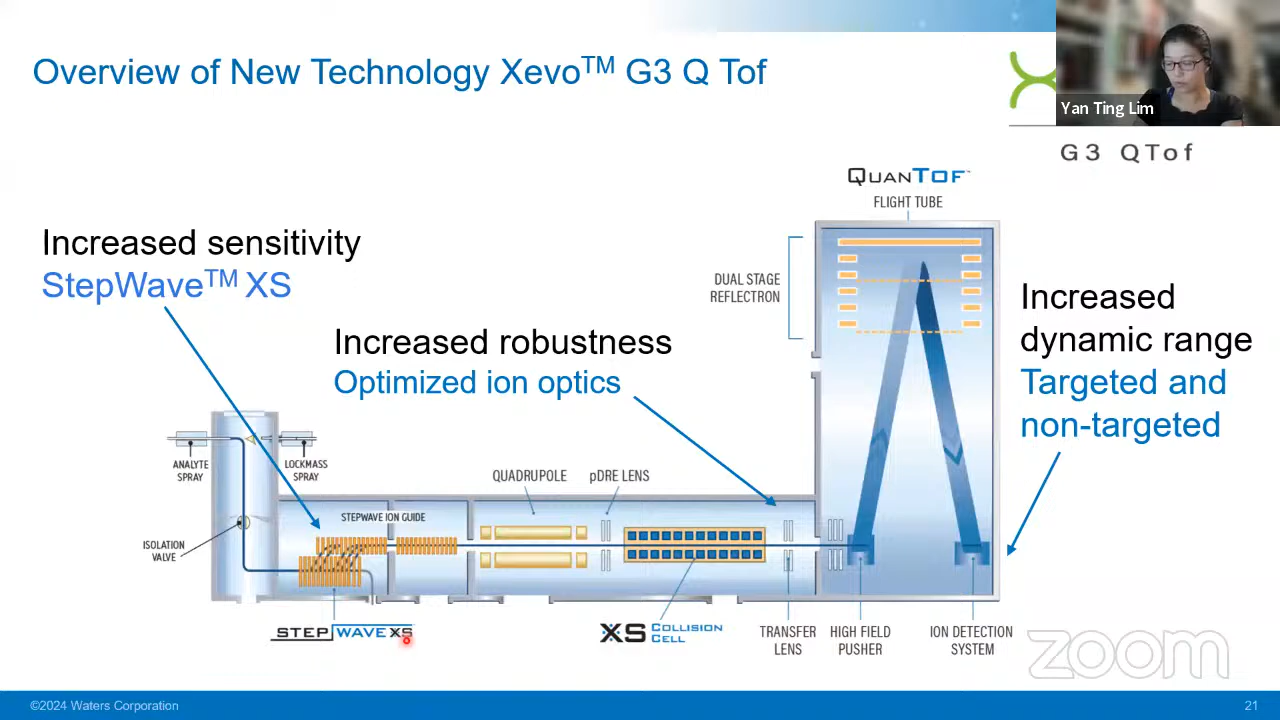 Overview of New Technology Xevo™ G3 Q Tof
Yan Ting Lim
G3 QTof
QUANTOF™
FLIGHT TUBE
Increased sensitivity
StepWave™ XS
DUAL STAGE
REFLECTRON
Increased
dynamic range
Targeted and
non-targeted
Increased robustness
Optimized ion optics
ANALYTE
SPRAY
LOCKMASS
SPRAY
QUADRUPOLE
pDRE LENS
STEPWAVE ION GUIDE
ISOLATION
VALVE
STEPWAVE XS
XS COLLISION
CELL
TRANSFER
LENS
HIGH FIELD
PUSHER
ION DETECTION
SYSTEM
zoom
©2024 Waters Corporation
21